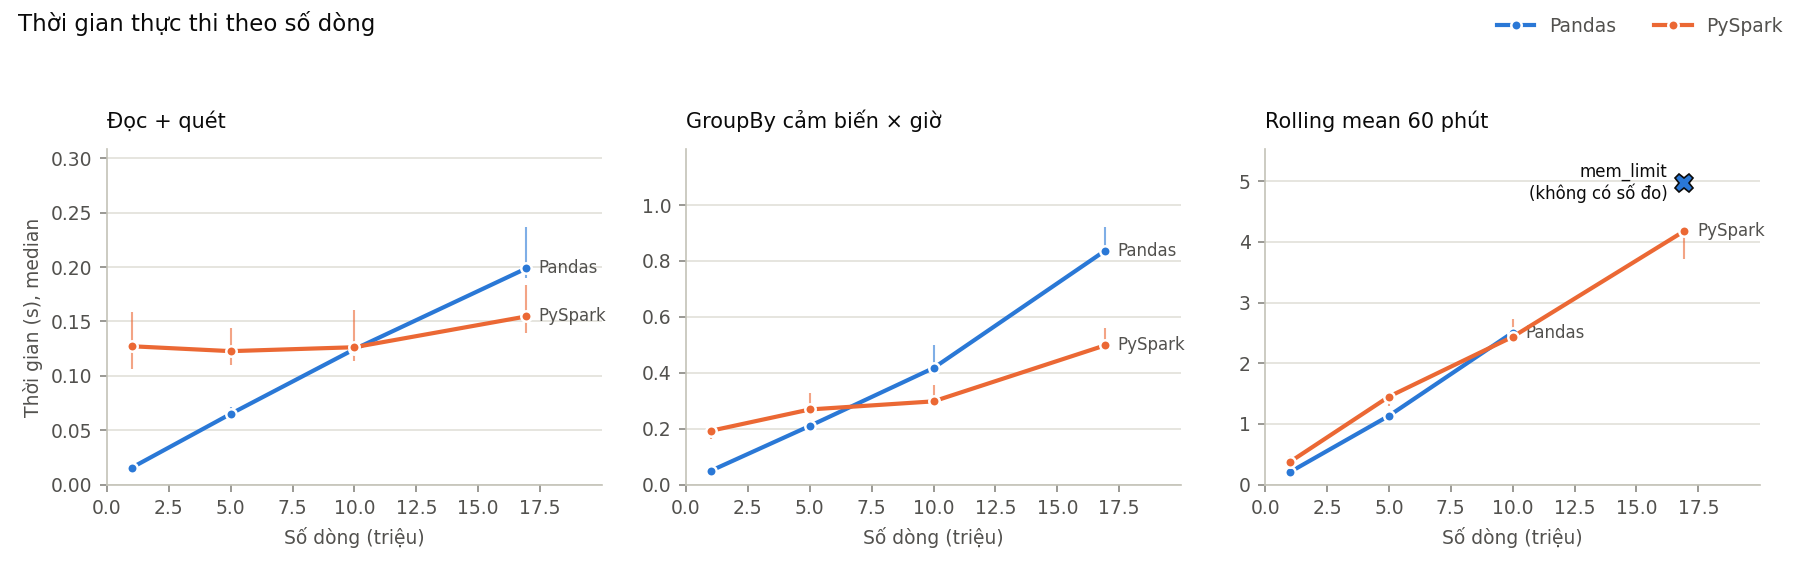 Thời gian thực thi theo số dòng
Pandas
PySpark
Đọc + quét
Thời gian (s), median
0.30
0.25
0.20
0.15
0.10
0.05
0.00
Pandas
PySpark
0.0 2.5 5.0 7.5 10.0 12.5 15.0 17.5
Số dòng (triệu)
GroupBy cảm biến × giờ
1.0
0.8
0.6
0.4
0.2
0.0
Pandas
PySpark
0.0 2.5 5.0 7.5 10.0 12.5 15.0 17.5
Số dòng (triệu)
Rolling mean 60 phút
5
4
3
2
1
0
mem_limit
(không có số đo)
PySpark
Pandas
0.0 2.5 5.0 7.5 10.0 12.5 15.0 17.5
Số dòng (triệu)